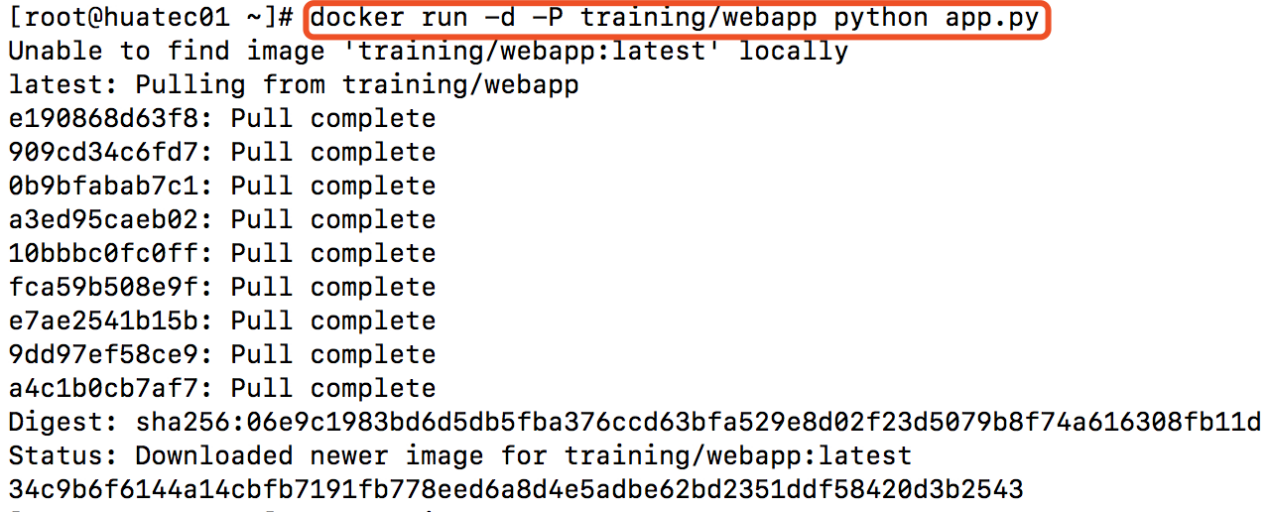 [root@huatec01 ~]# docker run -d -P training/webapp python app.py
Unable to find image 'training/webapp:latest' locally
latest: Pulling from training/webapp
e190868d63f8: Pull complete
909cd34c6fd7: Pull complete
0b9bfabab7c1: Pull complete
a3ed95caeb02: Pull complete
10bbbc0fc0ff: Pull complete
fca59b508e9f: Pull complete
e7ae2541b15b: Pull complete
9dd97ef58ce9: Pull complete
a4c1b0cb7af7: Pull complete
Digest: sha256:06e9c1983bd6d5db5fba376ccd63bfa529e8d02f23d5079b8f74a616308fb11d
Status: Downloaded newer image for training/webapp:latest
34c9b6f6144a14cbfb7191fb778eed6a8d4e5adbe62bd2351ddf58420d3b2543